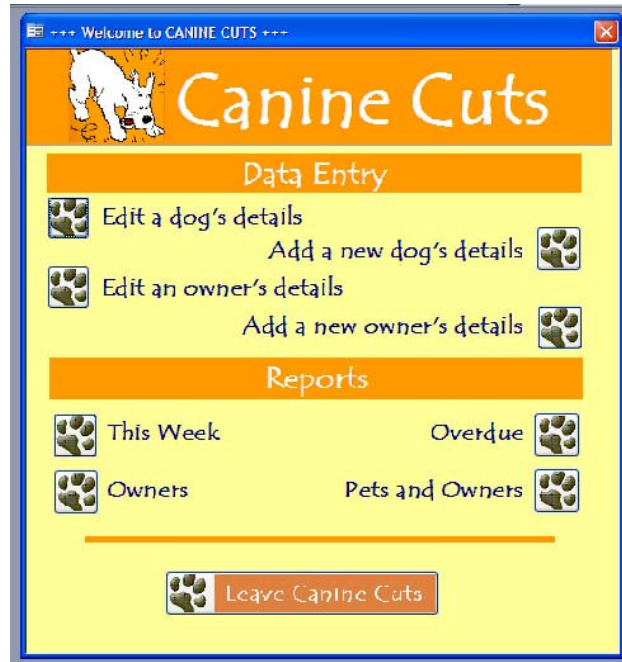 +++ Welcome to CANINE CUTS +++
Canine Cuts
Data Entry
Edit a dog's details
Add a new dog's details
Edit an owner's details
Add a new owner's details
Reports
This Week
Overdue
Owners
Pets and Owners
Leave Canine Cuts